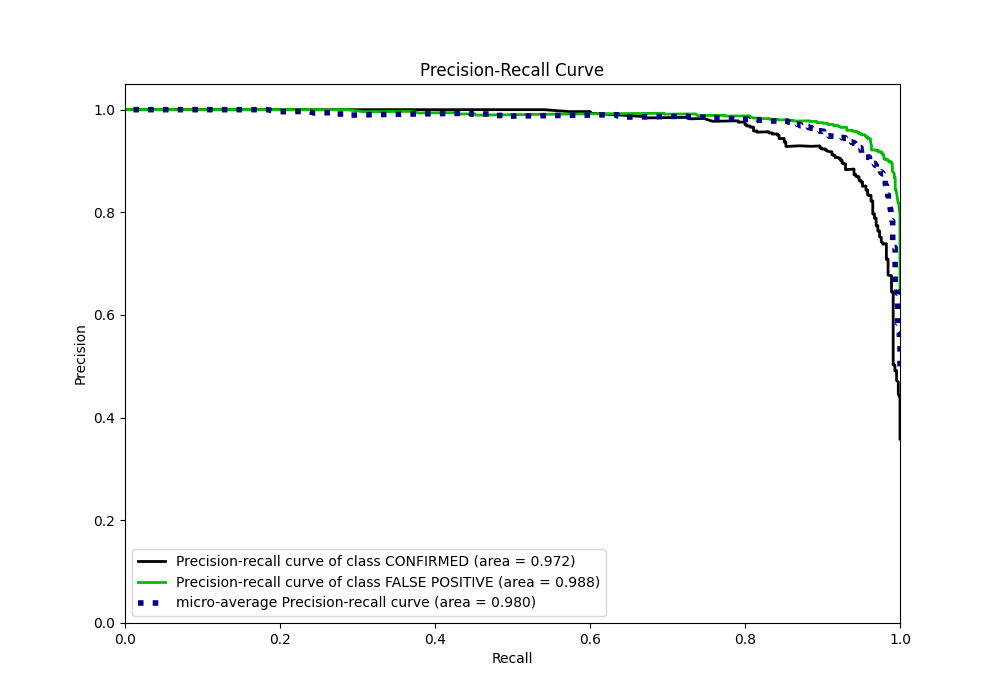 Precision-Recall Curve
1.0
0.8
0.6
0.4
0.2
0.0
Precision
Precision-recall curve of class CONFIRMED (area = 0.972)
Precision-recall curve of class FALSE POSITIVE (area = 0.988)
micro-average Precision-recall curve (area = 0.980)
0.0 0.2 0.4 0.6 0.8 1.0
Recall